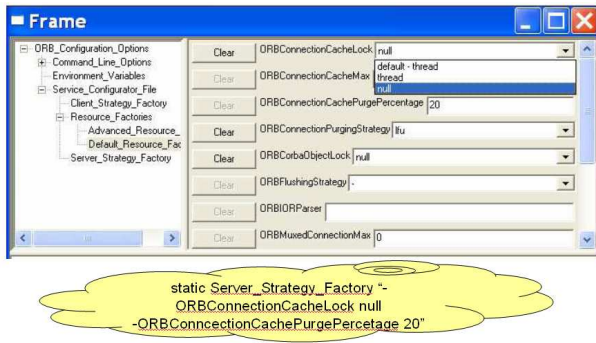 Frame
ORB_Configuration_Options
Command_Line_Options
Environment_Variables
Service_Configurator_File
Client_Strategy_Factory
Resource_Factories
Advanced_Resource_
Default_Resource_Fac
Server_Strategy_Factory
Clear ORBConnectionCacheLock null
default - thread
thread
null
Clear ORBConnectionCacheMax
Clear ORBConnectionCachePurgePercentage 20
Clear ORBConnectionPurgingStrategy lfu
Clear ORBCorbaObjectLock null
Clear ORBFlushingStrategy -
Clear ORBIORParser
Clear ORBMuxedConnectionMax 0
static Server_Strategy_Factory “-
ORBConnectionCacheLock null
-ORBConncectionCachePurgePercetage 20”